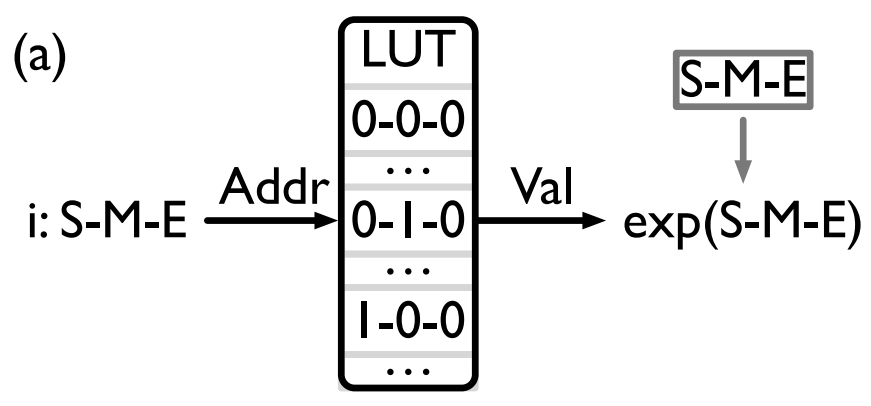 (a)
LUT
S-M-E
0-0-0
...
i: S-M-E
Addr
0-1-0
Val
exp(S-M-E)
...
1-0-0
...